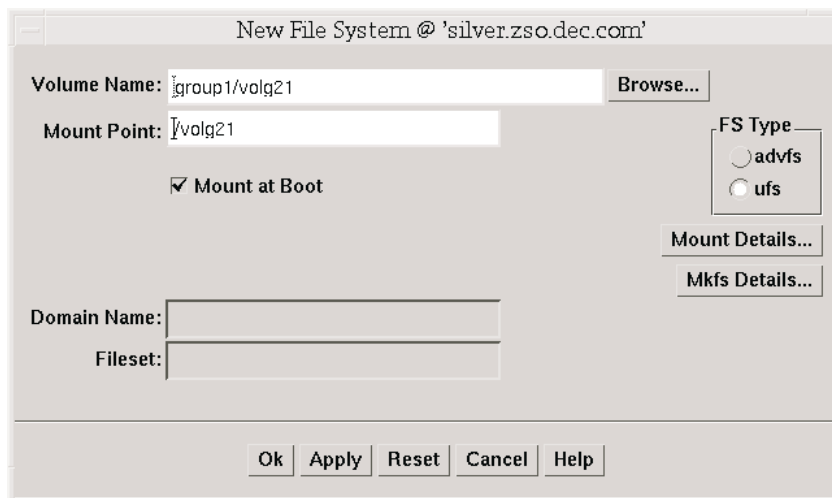 New File System @ 'silver.zso.dec.com'
Volume Name: group1/volg21 Browse...
Mount Point: /volg21
FS Type
advfs
Mount at Boot
ufs
Mount Details...
Mkfs Details...
Domain Name:
Fileset:
Ok Apply Reset Cancel Help